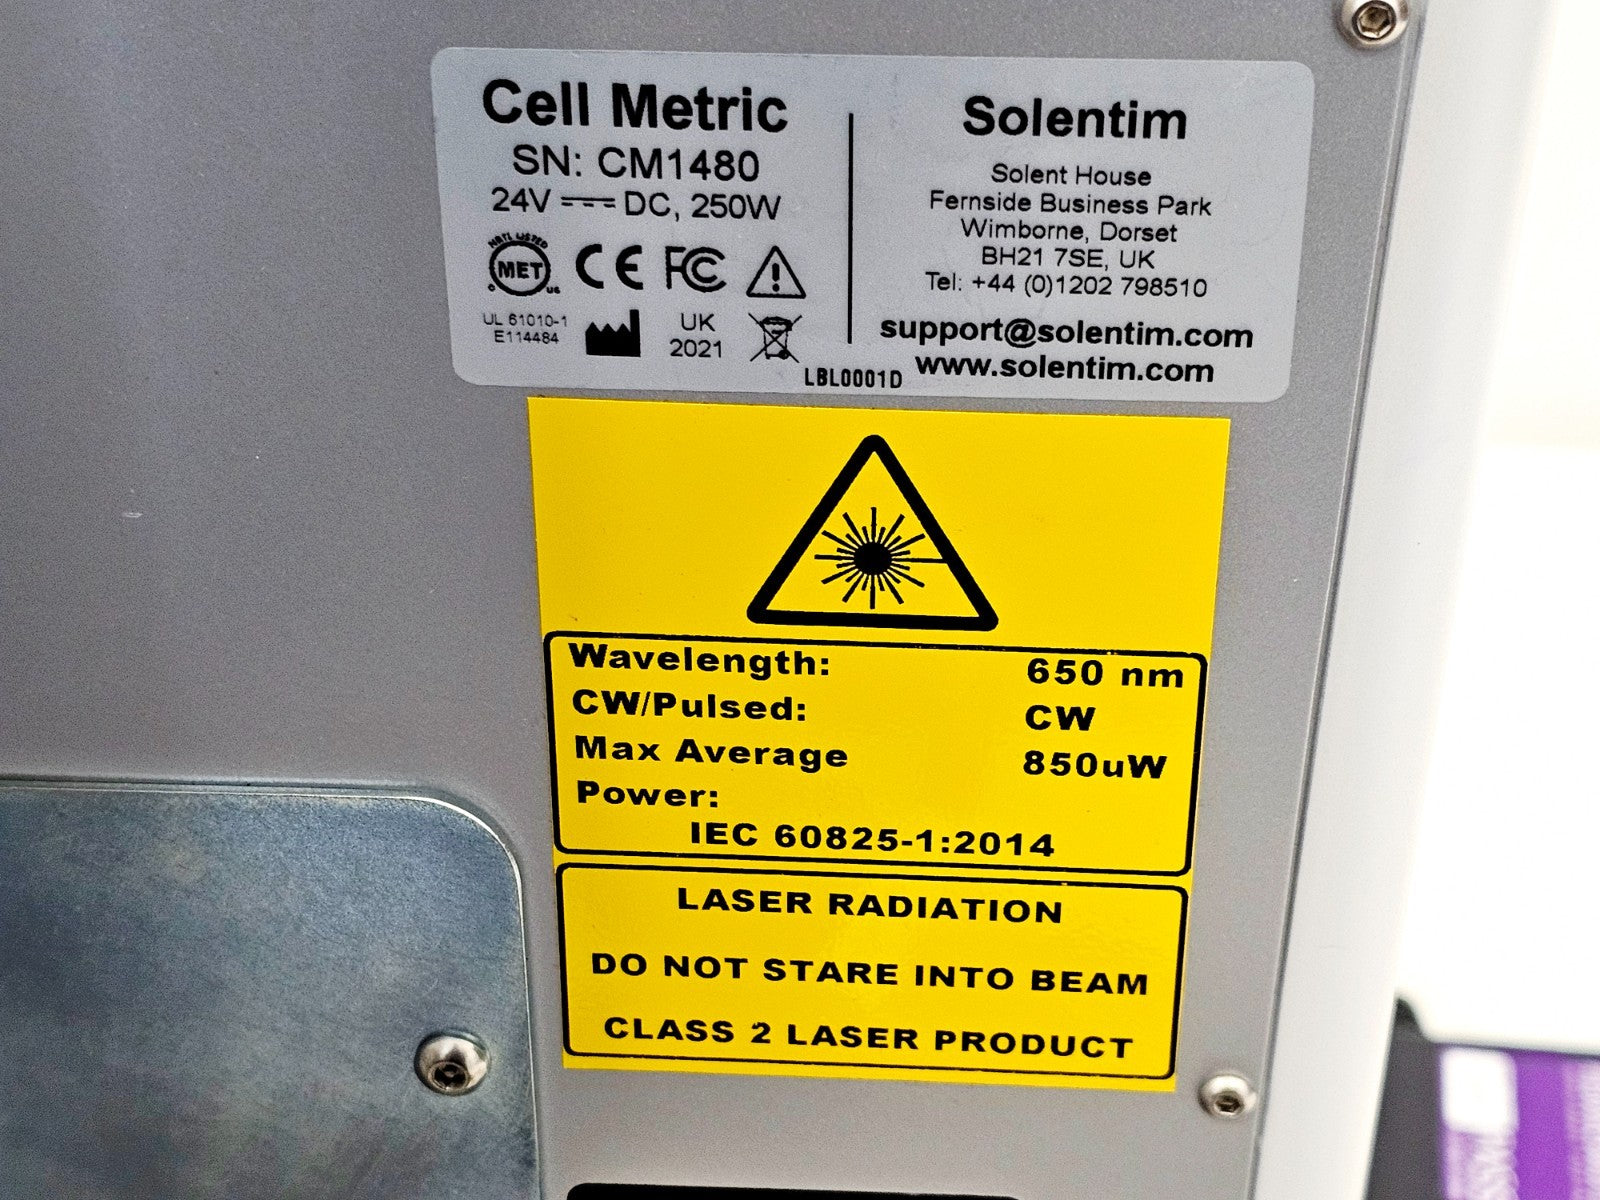 Cell Metric
SN: CM1480
24V DC, 250W
NRTL LISTED
MET
C US
CE FC
UL 61010-1
E114484
UK
2021
LBL0001D
Solentim
Solent House
Fernside Business Park
Wimborne, Dorset
BH21 7SE, UK
Tel: +44 (0)1202 798510
support@solentim.com
www.solentim.com
Wavelength: 650 nm
CW/Pulsed: CW
Max Average 850uW
Power:
IEC 60825-1:2014
LASER RADIATION
DO NOT STARE INTO BEAM
CLASS 2 LASER PRODUCT